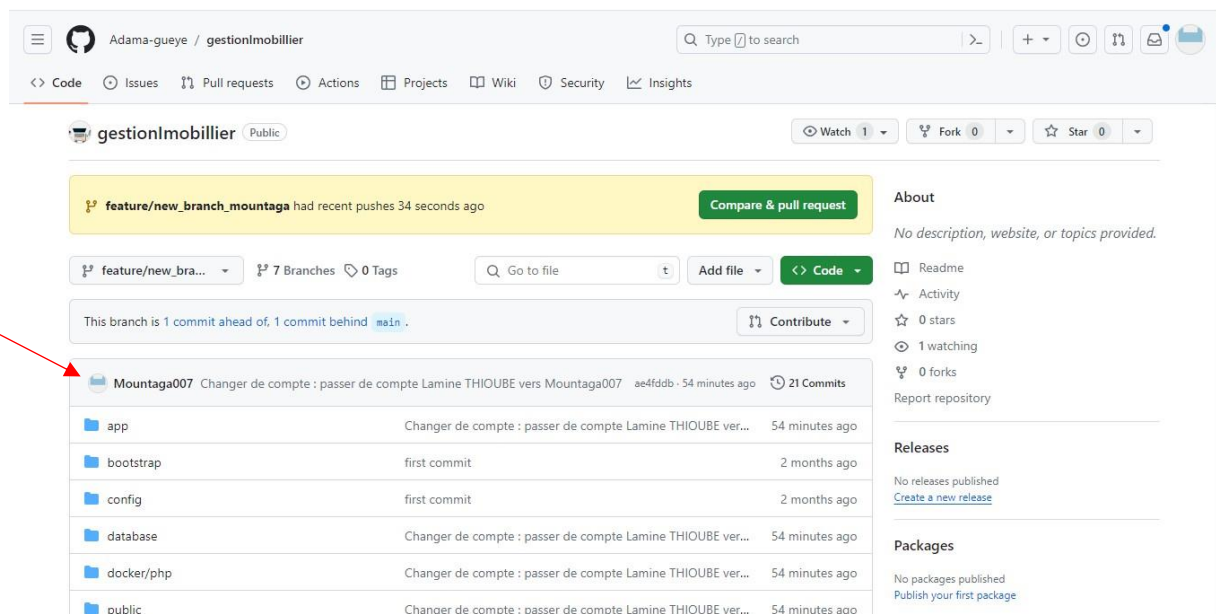 Adama-gueye / gestionImobillier
Type / to search
Code Issues Pull requests Actions Projects Wiki Security Insights
gestionImobillier Public
Watch 1 Fork 0 Star 0
feature/new_branch_mountaga had recent pushes 34 seconds ago
Compare & pull request
feature/new_bra... 7 Branches 0 Tags
Go to file t
Add file
Code
This branch is 1 commit ahead of, 1 commit behind main .
Contribute
Mountaga007 Changer de compte : passer de compte Lamine THIOUBE vers Mountaga007 ae4fddb · 54 minutes ago 21 Commits
app Changer de compte : passer de compte Lamine THIOUBE ver... 54 minutes ago
bootstrap first commit 2 months ago
config first commit 2 months ago
database Changer de compte : passer de compte Lamine THIOUBE ver... 54 minutes ago
docker/php Changer de compte : passer de compte Lamine THIOUBE ver... 54 minutes ago
public Changer de compte : passer de compte Lamine THIOUBE ver... 54 minutes ago
About
No description, website, or topics provided.
Readme
Activity
0 stars
1 watching
0 forks
Report repository
Releases
No releases published
Create a new release
Packages
No packages published
Publish your first package